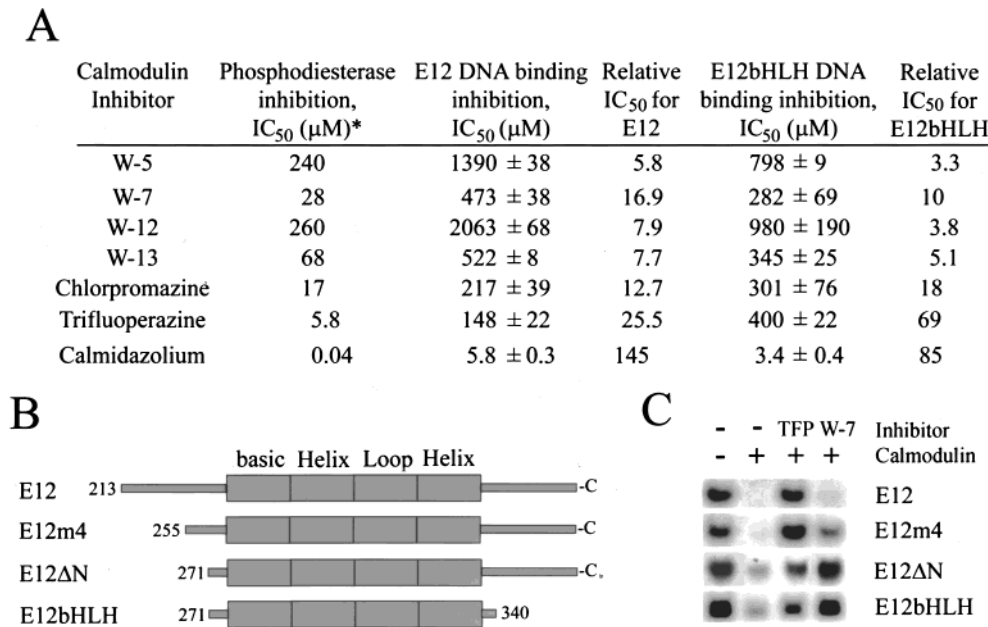 A
Calmodulin Phosphodiesterase E12 DNA binding Relative E12bHLH DNA Relative
Inhibitor inhibition, inhibition, IC50 for binding inhibition, IC50 for
IC50 (μM)* IC50 (μM) E12 IC50 (μM) E12bHLH
W-5 240 1390 ± 38 5.8 798 ± 9 3.3
W-7 28 473 ± 38 16.9 282 ± 69 10
W-12 260 2063 ± 68 7.9 980 ± 190 3.8
W-13 68 522 ± 8 7.7 345 ± 25 5.1
Chlorpromazine 17 217 ± 39 12.7 301 ± 76 18
Trifluoperazine 5.8 148 ± 22 25.5 400 ± 22 69
Calmidazolium 0.04 5.8 ± 0.3 145 3.4 ± 0.4 85
B
basic Helix Loop Helix
E12 213 -C
E12m4 255 -C
E12ΔN 271 -C
E12bHLH 271 340
C
- - TFP W-7 Inhibitor
- + + + Calmodulin
E12
E12m4
E12ΔN
E12bHLH